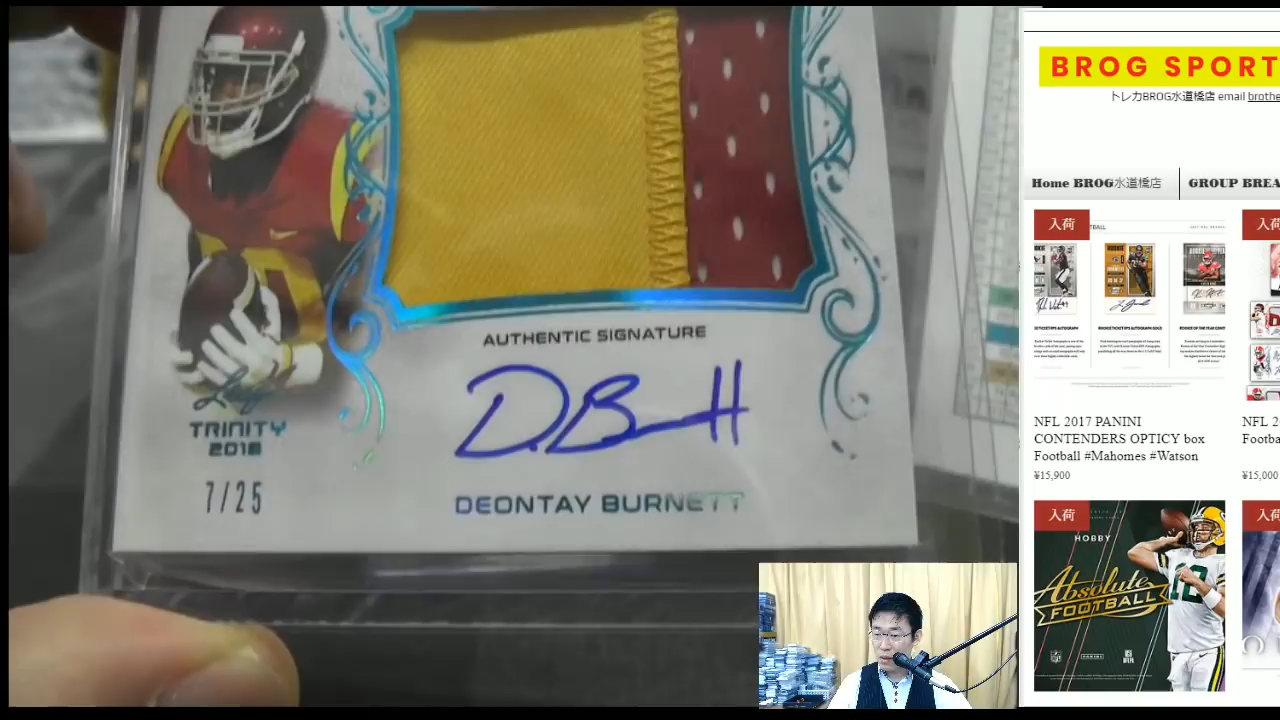 AUTHENTIC SIGNATURE
TRINITY
2018
7/25
DEONTAY BURNETT
BROG SPORT
トレカBROG水道橋店 email brothe
Home BROG水道橋店
GROUP BREA
入荷
入荷
NFL 2017 PANINI
CONTENDERS OPTICY box
Football #Mahomes #Watson
¥15,900
NFL 2
Footba
¥15,000
入荷
入荷
HOBBY
Absolute
FOOTBALL
12